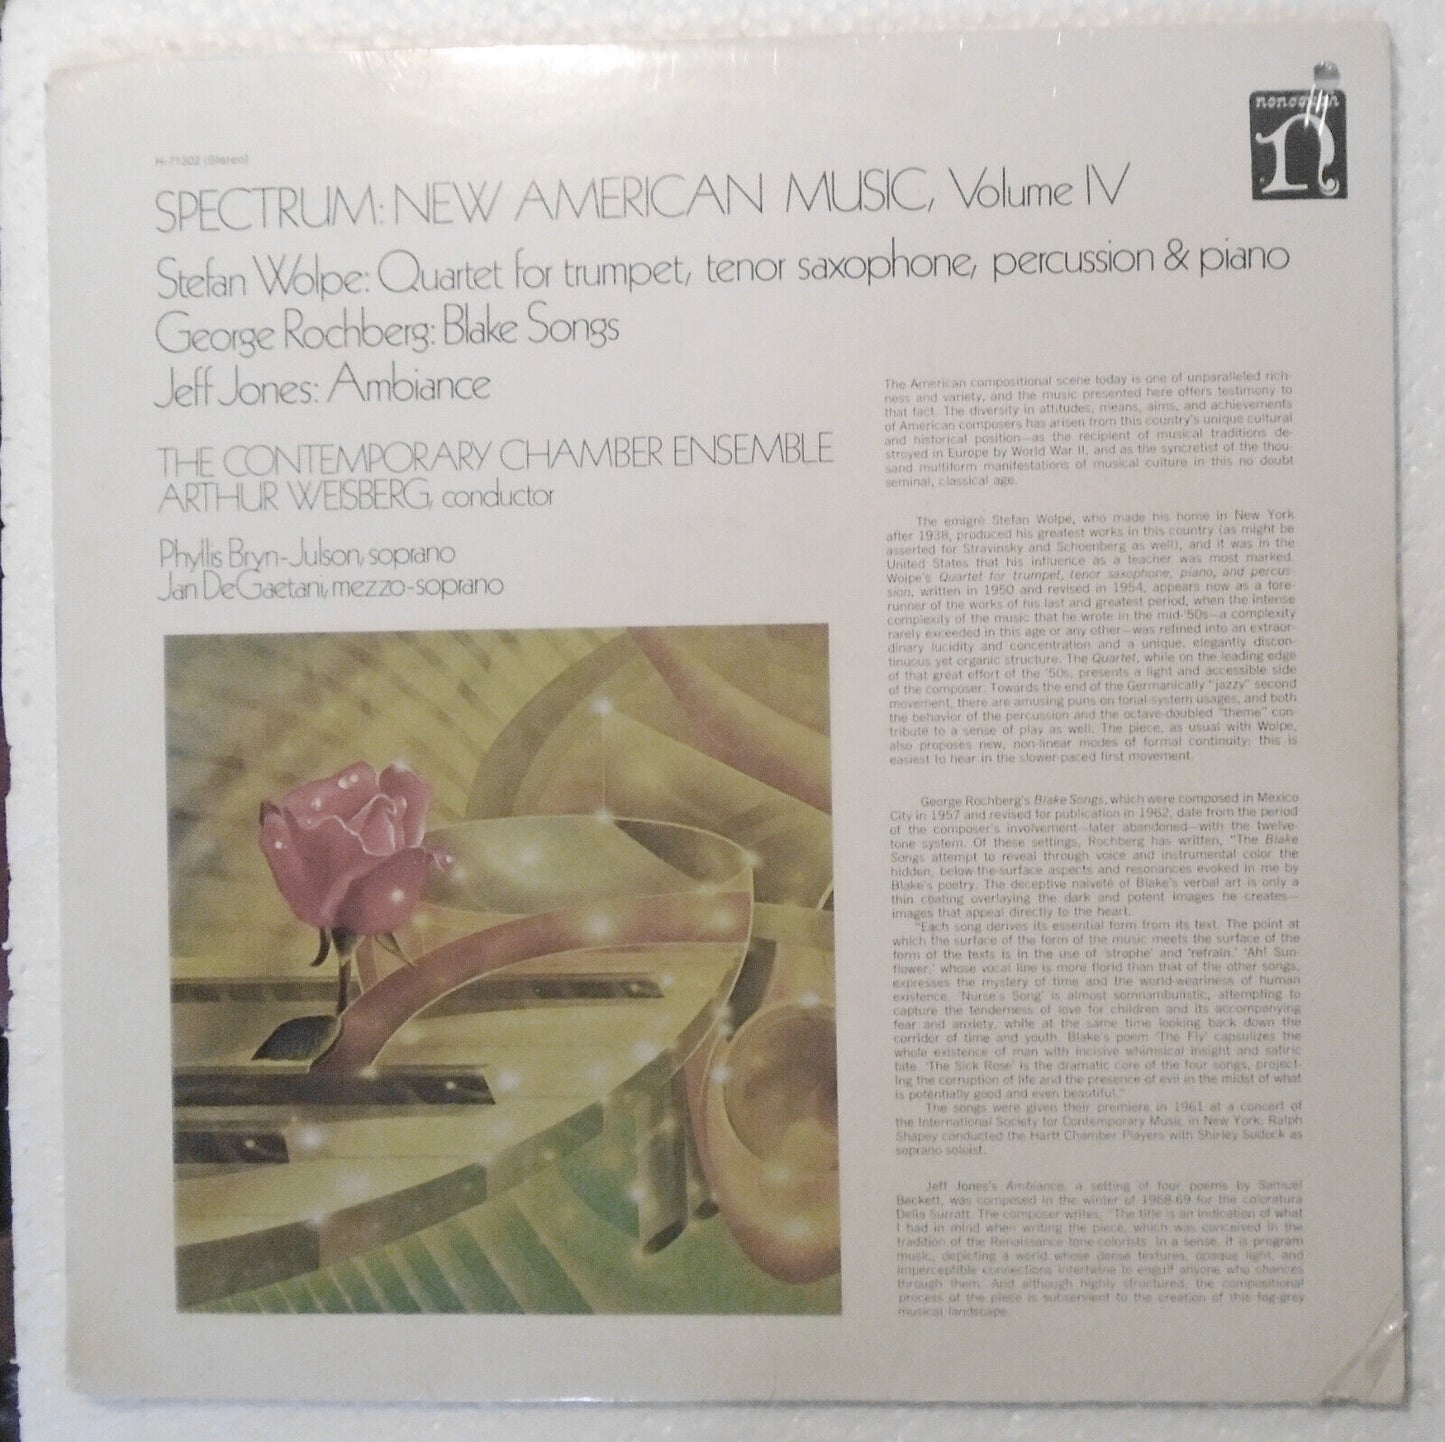 nonesuch
H-71302 (Stereo)
SPECTRUM: NEW AMERICAN MUSIC, Volume IV
Stefan Wolpe: Quartet for trumpet, tenor saxophone, percussion & piano
George Rochberg: Blake Songs
Jeff Jones: Ambiance
THE CONTEMPORARY CHAMBER ENSEMBLE
ARTHUR WEISBERG, conductor
Phyllis Bryn-Julson, soprano
Jan DeGaetani, mezzo-soprano
The American compositional scene today is one of unparalleled rich-
ness and variety, and the music presented here offers testimony to
that fact. The diversity in attitudes, means, aims, and achievements
of American composers has arisen from this country's unique cultural
and historical position—as the recipient of musical traditions de-
stroyed in Europe by World War II, and as the syncretist of the thou-
sand multiform manifestations of musical culture in this no doubt
seminal, classical age.
The emigré Stefan Wolpe, who made his home in New York
after 1938, produced his greatest works in this country (as might be
asserted for Stravinsky and Schoenberg as well), and it was in the
United States that his influence as a teacher was most marked.
Wolpe's Quartet for trumpet, tenor saxophone, piano, and percus-
sion, written in 1950 and revised in 1954, appears now as a fore-
runner of the works of his last and greatest period, when the intense
complexity of the music that he wrote in the mid-'50s—a complexity
rarely exceeded in this age or any other—was refined into an extraor-
dinary lucidity and concentration and a unique, elegantly discon-
tinuous yet organic structure. The Quartet, while on the leading edge
of that great effort of the '50s, presents a light and accessible side
of the composer. Towards the end of the Germanically "jazzy" second
movement, there are amusing puns on tonal-system usages, and both
the behavior of the percussion and the octave-doubled "theme" con-
tribute to a sense of play as well. The piece, as usual with Wolpe,
also proposes new, non-linear modes of formal continuity; this is
easiest to hear in the slower-paced first movement.
George Rochberg's Blake Songs, which were composed in Mexico
City in 1957 and revised for publication in 1962, date from the period
of the composer's involvement—later abandoned—with the twelve-
tone system. Of these settings, Rochberg has written, "The Blake
Songs attempt to reveal through voice and instrumental color the
hidden, below-the-surface aspects and resonances evoked in me by
Blake's poetry. The deceptive naiveté of Blake's verbal art is only a
thin coating overlaying the dark and potent images he creates—
images that appeal directly to the heart.
"Each song derives its essential form from its text. The point at
which the surface of the form of the music meets the surface of the
form of the texts is in the use of 'strophe' and 'refrain.' 'Ah! Sun-
flower,' whose vocal line is more florid than that of the other songs,
expresses the mystery of time and the world-weariness of human
existence. 'Nurse's Song' is almost somnambulistic, attempting to
capture the tenderness of love for children and its accompanying
fear and anxiety, while at the same time looking back down the
corridor of time and youth. Blake's poem 'The Fly' capsulizes the
whole existence of man with incisive whimsical insight and satiric
bite. 'The Sick Rose' is the dramatic core of the four songs, project-
ing the corruption of life and the presence of evil in the midst of what
is potentially good and even beautiful."
The songs were given their premiere in 1961 at a concert of
the International Society for Contemporary Music in New York; Ralph
Shapey conducted the Hartt Chamber Players with Shirley Sudock as
soprano soloist.
Jeff Jones's Ambiance, a setting of four poems by Samuel
Beckett, was composed in the winter of 1968-69 for the coloratura
Delia Surratt. The composer writes, "The title is an indication of what
I had in mind when writing the piece, which was conceived in the
tradition of the Renaissance tone-colorists. In a sense, it is program
music, depicting a world whose dense textures, opaque light, and
imperceptible connections intertwine to engulf anyone who chances
through them. And although highly structured, the compositional
process of the piece is subservient to the creation of this fog-grey
musical landscape.